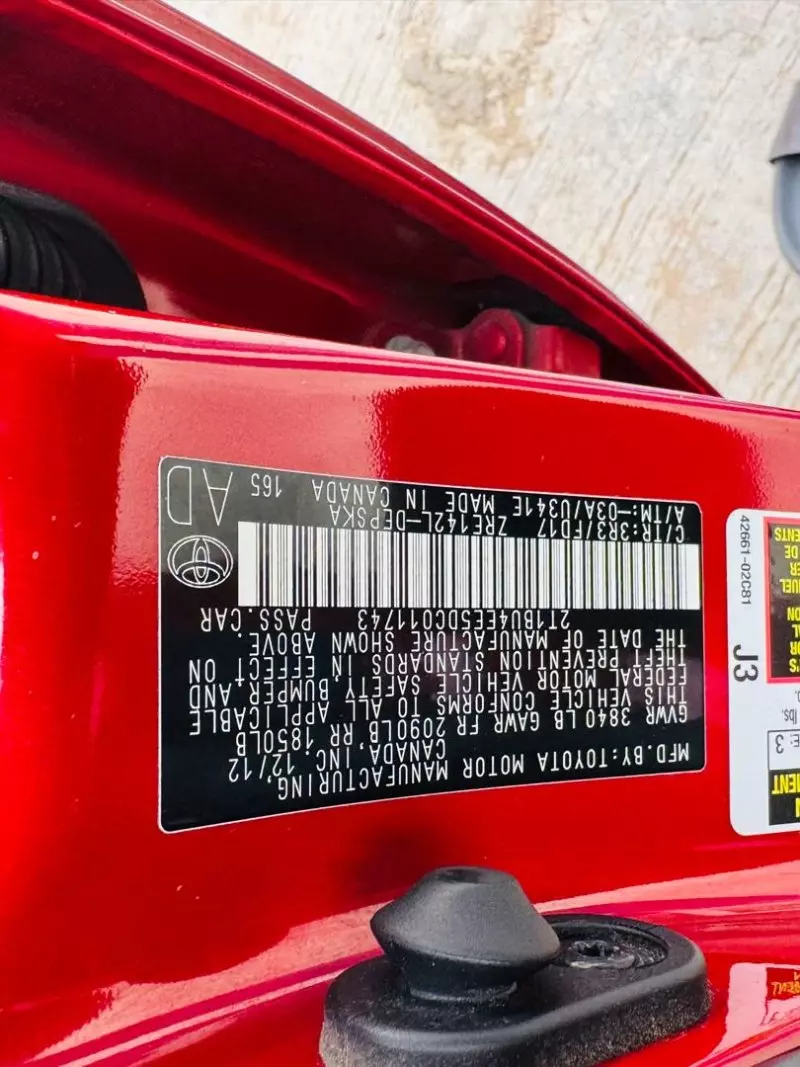 MFD.BY:TOYOTA MOTOR MANUFACTURING
CANADA, INC. 12/12
GVWR 3840LB GAWR FR 2090LB RR 1850LB
THIS VEHICLE CONFORMS TO ALL APPLICABLE
FEDERAL MOTOR VEHICLE SAFETY, BUMPER, AND
THEFT PREVENTION STANDARDS IN EFFECT ON
THE DATE OF MANUFACTURE SHOWN ABOVE.
2T1BU4EE5DC011743 PASS.CAR
C/TR:3R3/FD17 ZRE142L-DEPSKA
A/TM:-03A/U341E MADE IN CANADA 165
AD
42661-02C81
J3
lbs.
E: 3